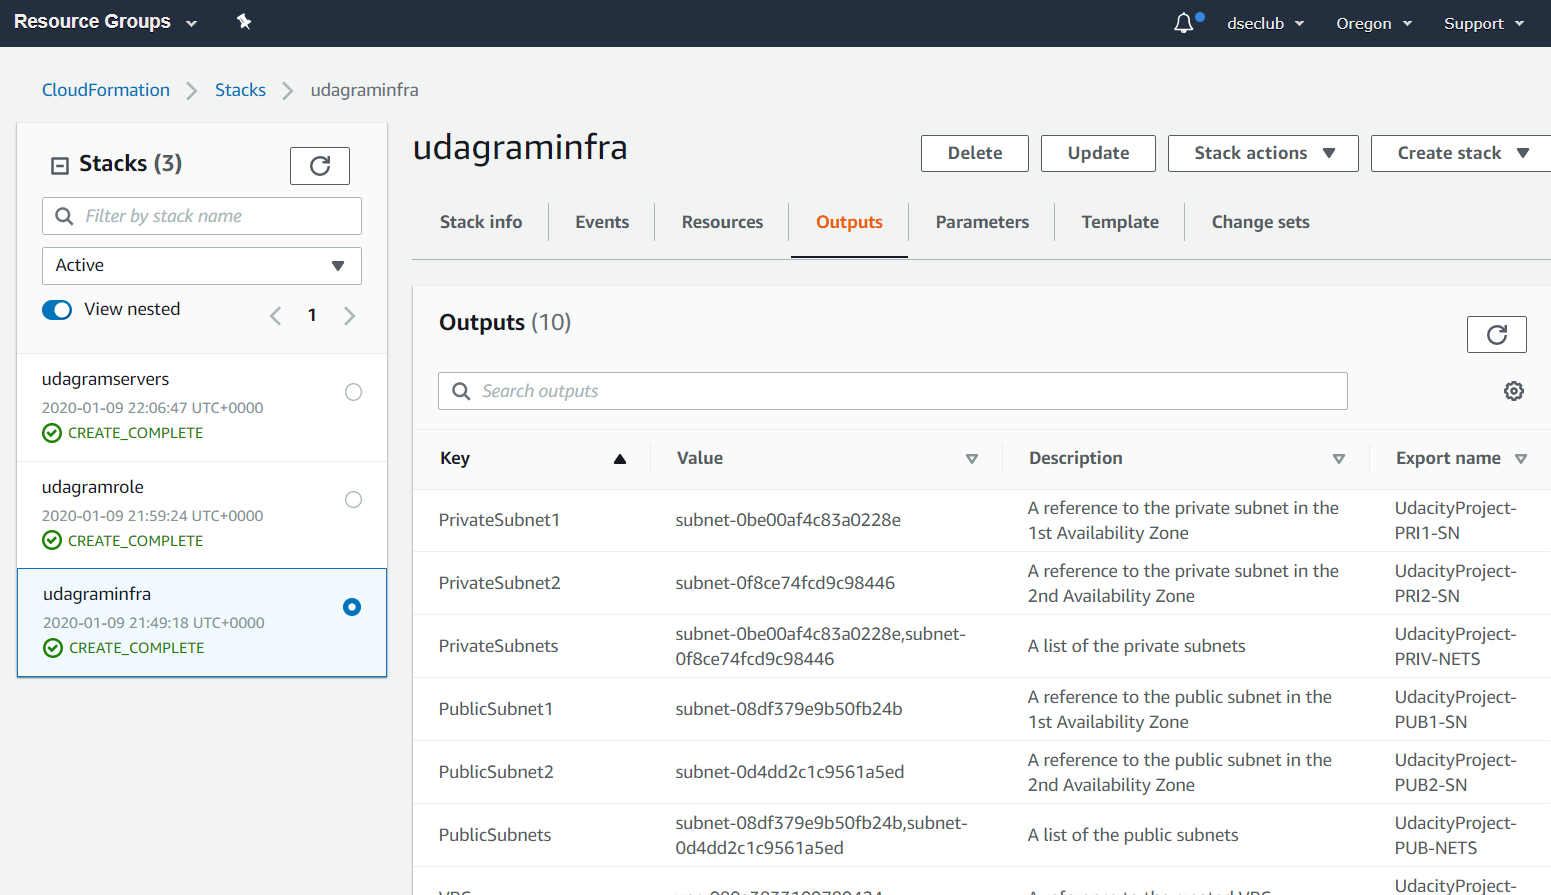 Resource Groups
dseclub
Oregon
Support
CloudFormation
Stacks
udagraminfra
Stacks (3)
Filter by stack name
Active
View nested
1
udagramservers
2020-01-09 22:06:47 UTC+0000
CREATE_COMPLETE
udagramrole
2020-01-09 21:59:24 UTC+0000
CREATE_COMPLETE
udagraminfra
2020-01-09 21:49:18 UTC+0000
CREATE_COMPLETE
udagraminfra
Delete
Update
Stack actions
Create stack
Stack info
Events
Resources
Outputs
Parameters
Template
Change sets
Outputs (10)
Search outputs
Key
Value
Description
Export name
PrivateSubnet1
subnet-0be00af4c83a0228e
A reference to the private subnet in the
1st Availability Zone
UdacityProject-
PRI1-SN
PrivateSubnet2
subnet-0f8ce74fcd9c98446
A reference to the private subnet in the
2nd Availability Zone
UdacityProject-
PRI2-SN
PrivateSubnets
subnet-0be00af4c83a0228e,subnet-
0f8ce74fcd9c98446
A list of the private subnets
UdacityProject-
PRIV-NETS
PublicSubnet1
subnet-08df379e9b50fb24b
A reference to the public subnet in the
1st Availability Zone
UdacityProject-
PUB1-SN
PublicSubnet2
subnet-0d4dd2c1c9561a5ed
A reference to the public subnet in the
2nd Availability Zone
UdacityProject-
PUB2-SN
PublicSubnets
subnet-08df379e9b50fb24b,subnet-
0d4dd2c1c9561a5ed
A list of the public subnets
UdacityProject-
PUB-NETS
VPC
A reference to the created VPC
UdacityProject-